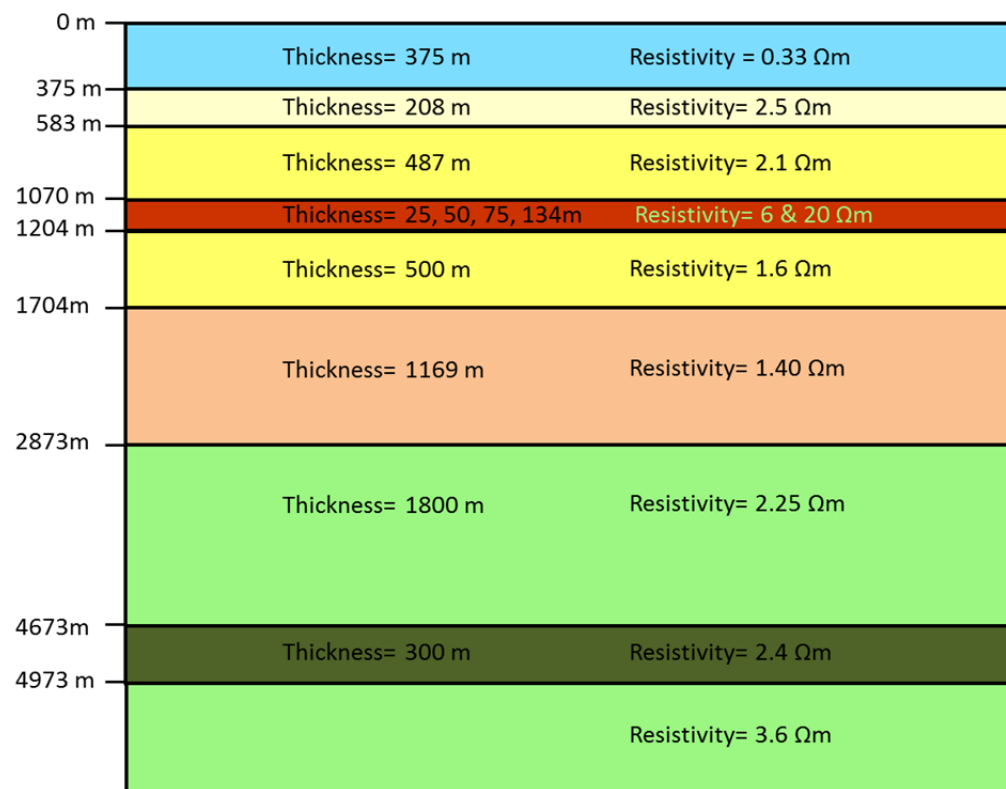 0 m
Thickness= 375 m Resistivity = 0.33 Ωm
375 m
Thickness= 208 m Resistivity= 2.5 Ωm
583 m
Thickness= 487 m Resistivity= 2.1 Ωm
1070 m
Thickness= 25, 50, 75, 134m Resistivity= 6 & 20 Ωm
1204 m
Thickness= 500 m Resistivity= 1.6 Ωm
1704m
Thickness= 1169 m Resistivity= 1.40 Ωm
2873m
Thickness= 1800 m Resistivity= 2.25 Ωm
4673m
Thickness= 300 m Resistivity= 2.4 Ωm
4973 m
Resistivity= 3.6 Ωm